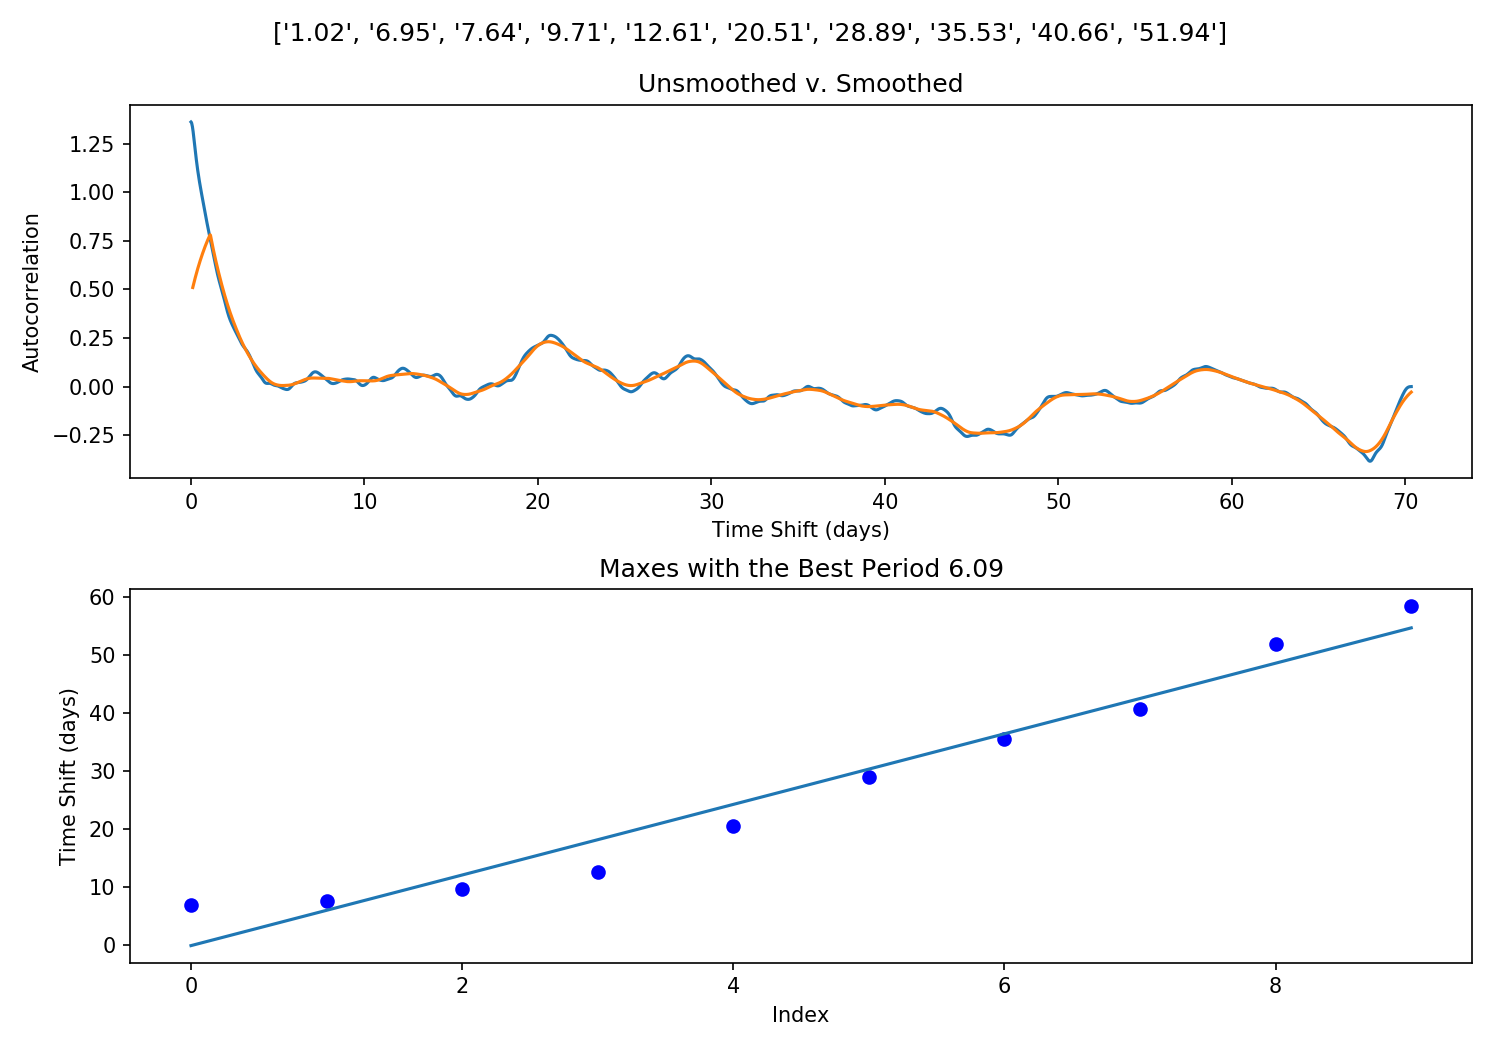 ['1.02', '6.95', '7.64', '9.71', '12.61', '20.51', '28.89', '35.53', '40.66', '51.94']
Unsmoothed v. Smoothed
1.25
1.00
0.75
0.50
0.25
0.00
−0.25
Autocorrelation
0 10 20 30 40 50 60 70
Time Shift (days)
Maxes with the Best Period 6.09
60
50
40
30
20
10
0
Time Shift (days)
0 2 4 6 8
Index